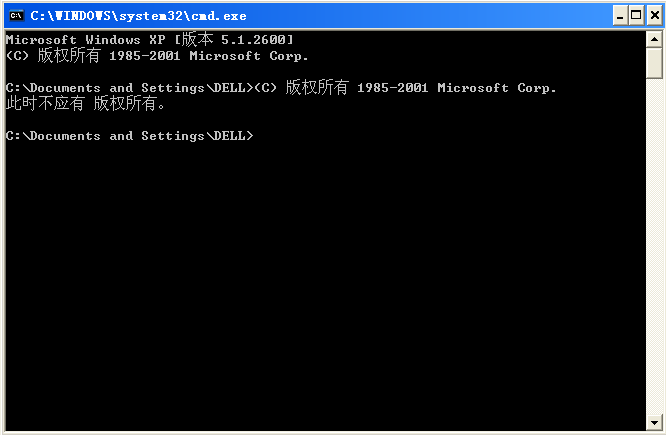 C:\WINDOWS\system32\cmd.exe
Microsoft Windows XP [版本 5.1.2600]
(C) 版权所有 1985-2001 Microsoft Corp.
C:\Documents and Settings\DELL>(C) 版权所有 1985-2001 Microsoft Corp.
此时不应有 版权所有。
C:\Documents and Settings\DELL>